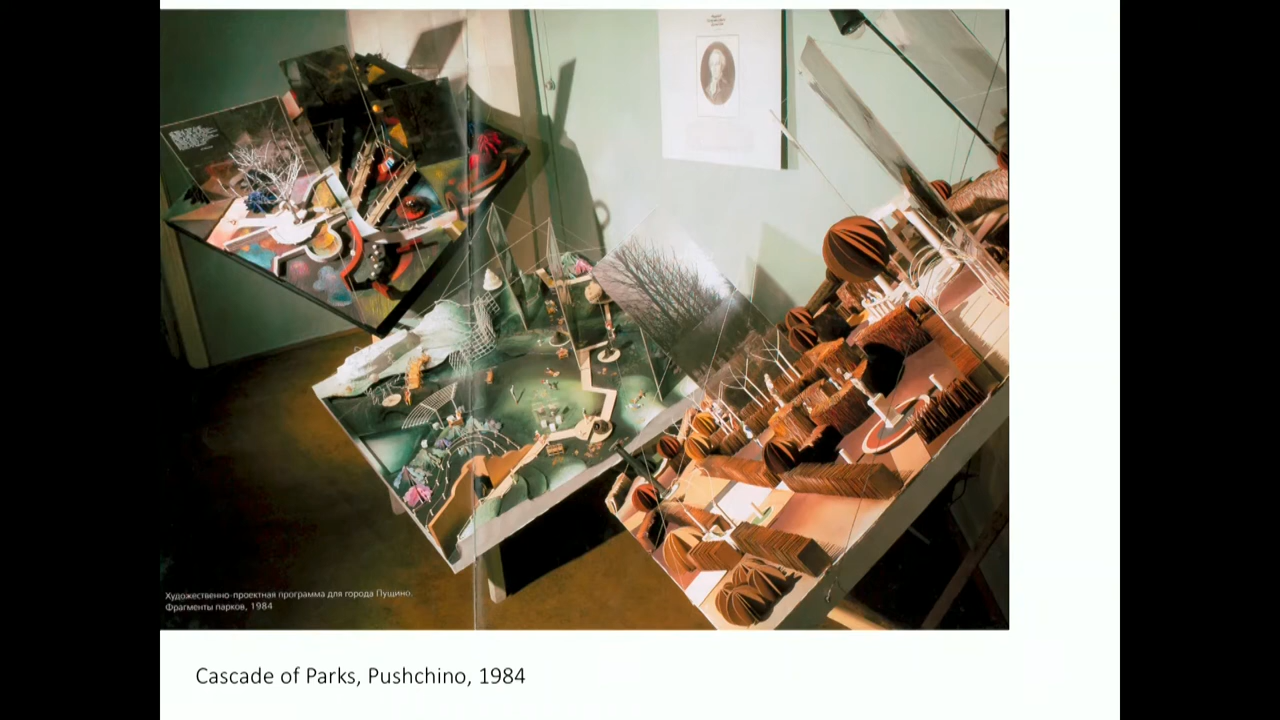 Художественно-проектная программа для города Пущино.
Фрагменты парков, 1984
Cascade of Parks, Pushchino, 1984